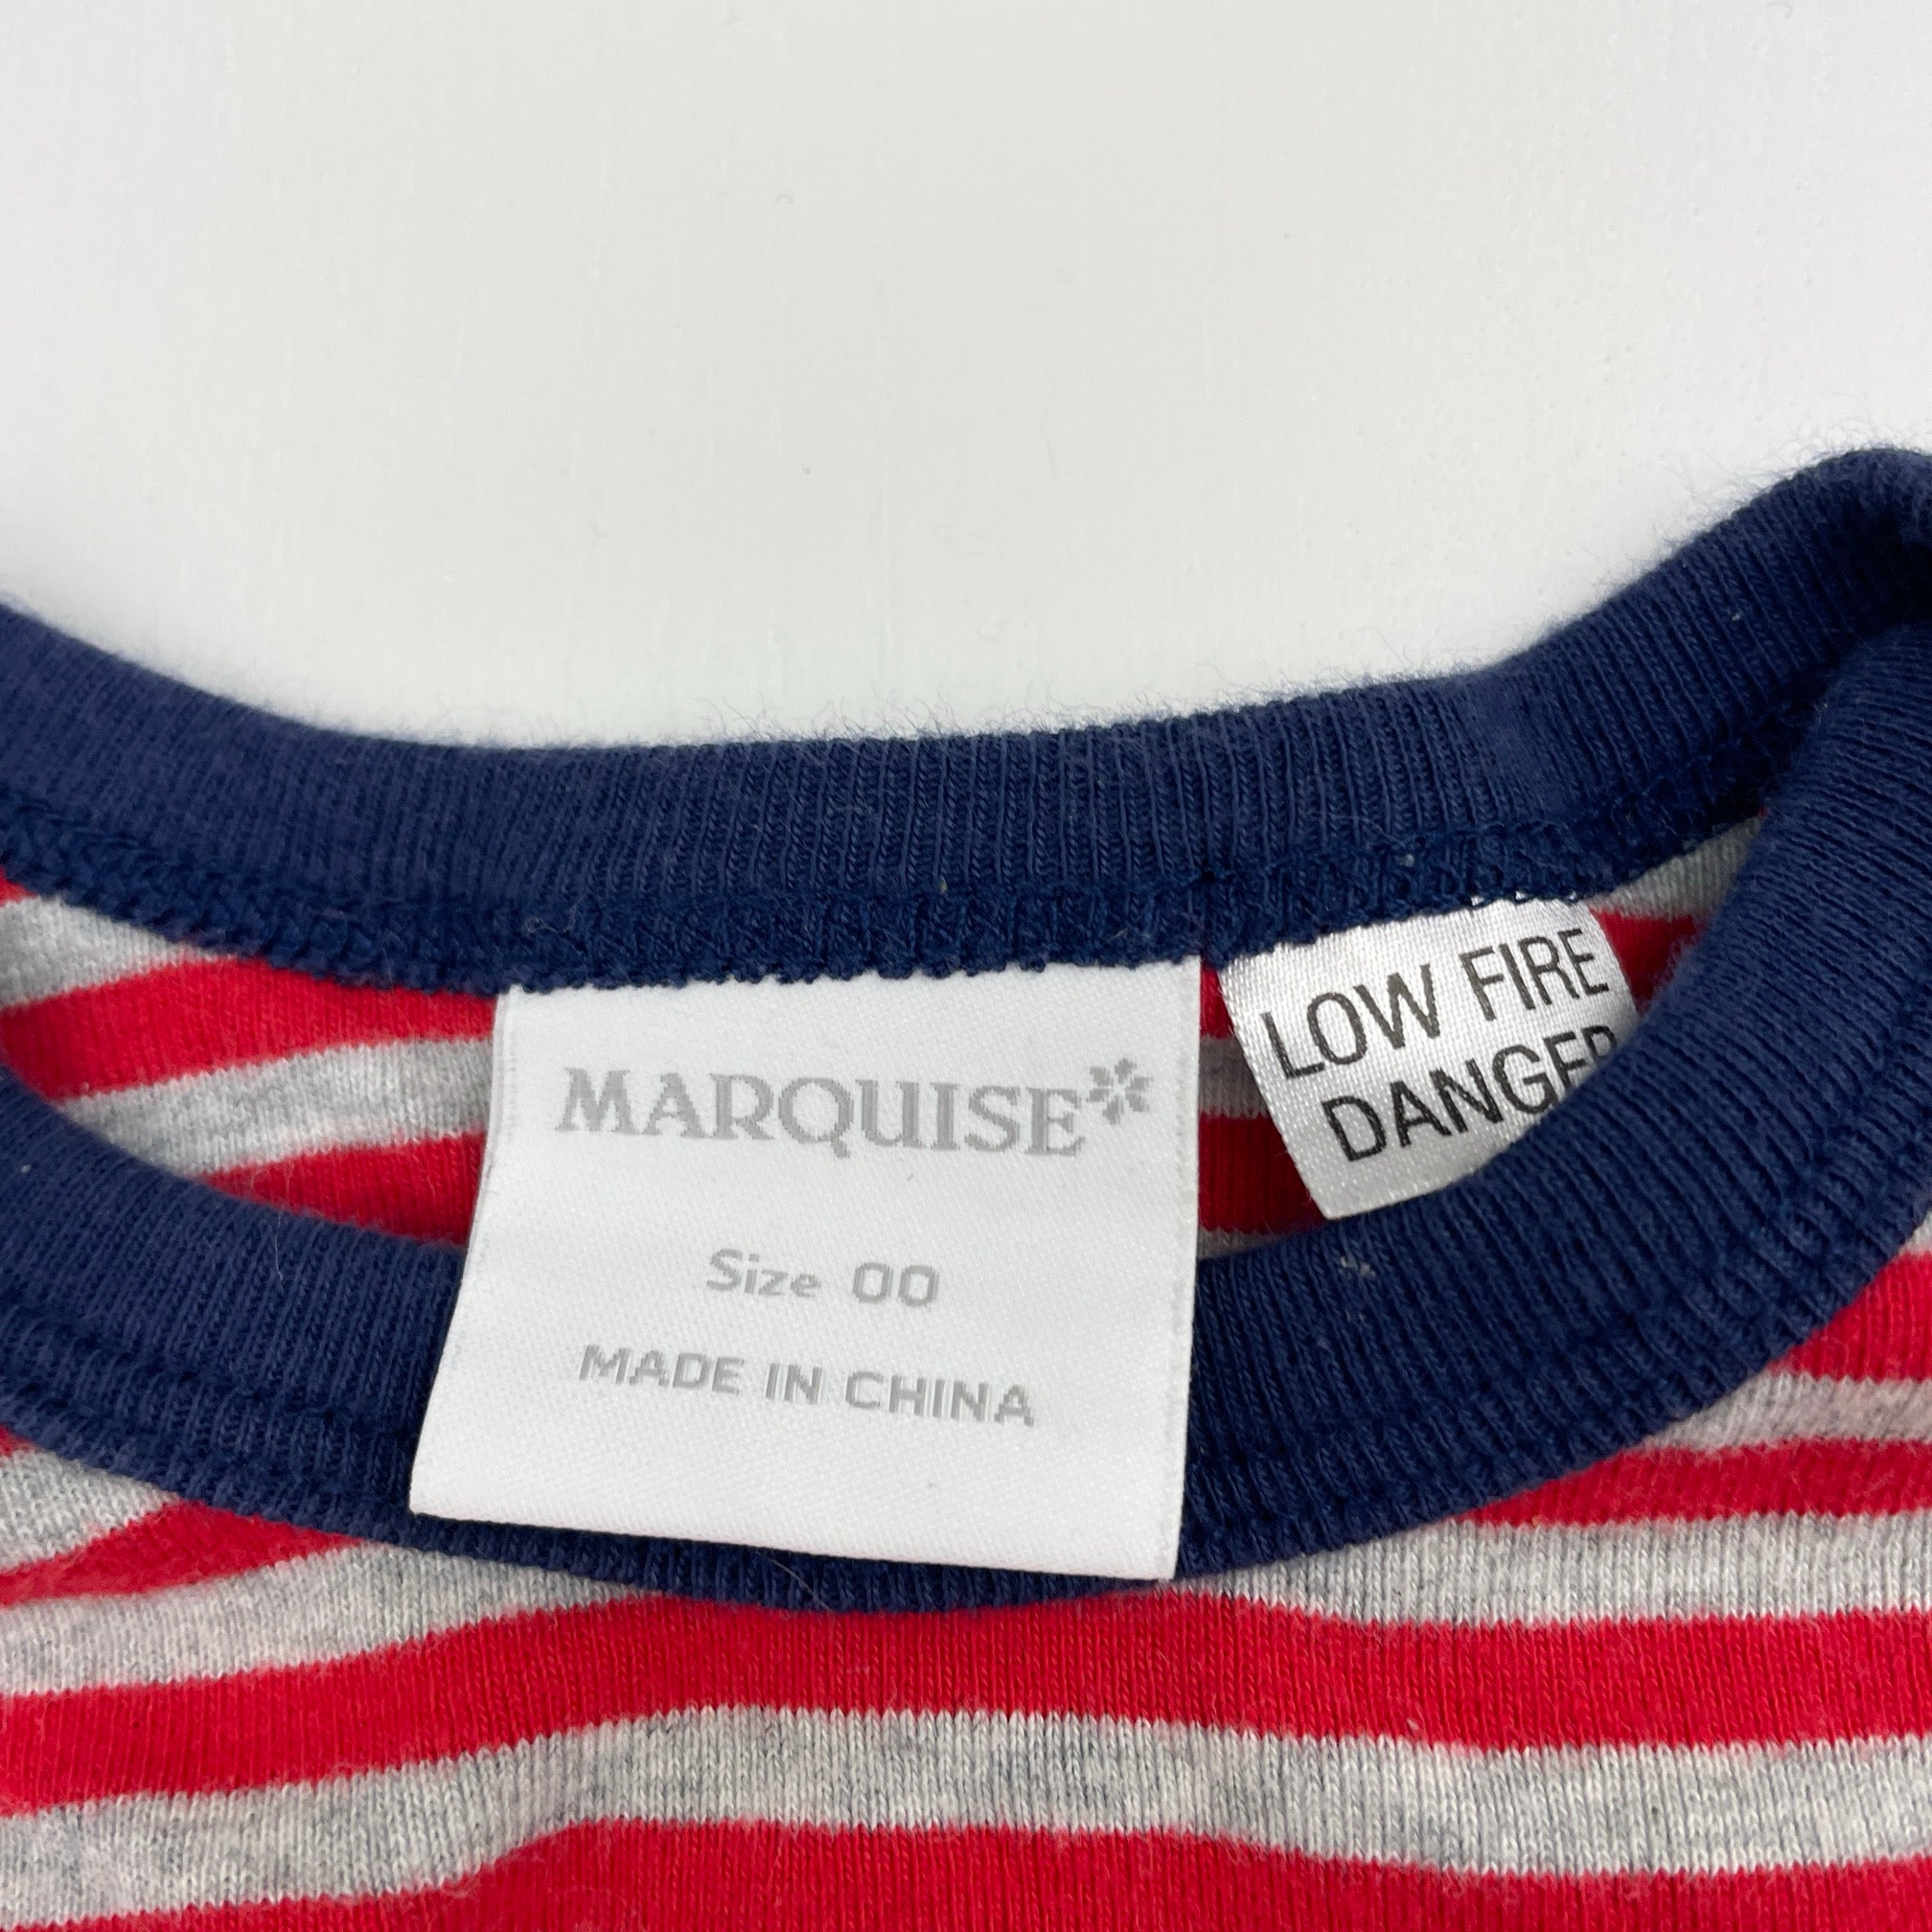 MARQUISE
Size 00
MADE IN CHINA
LOW FIRE
DANGER